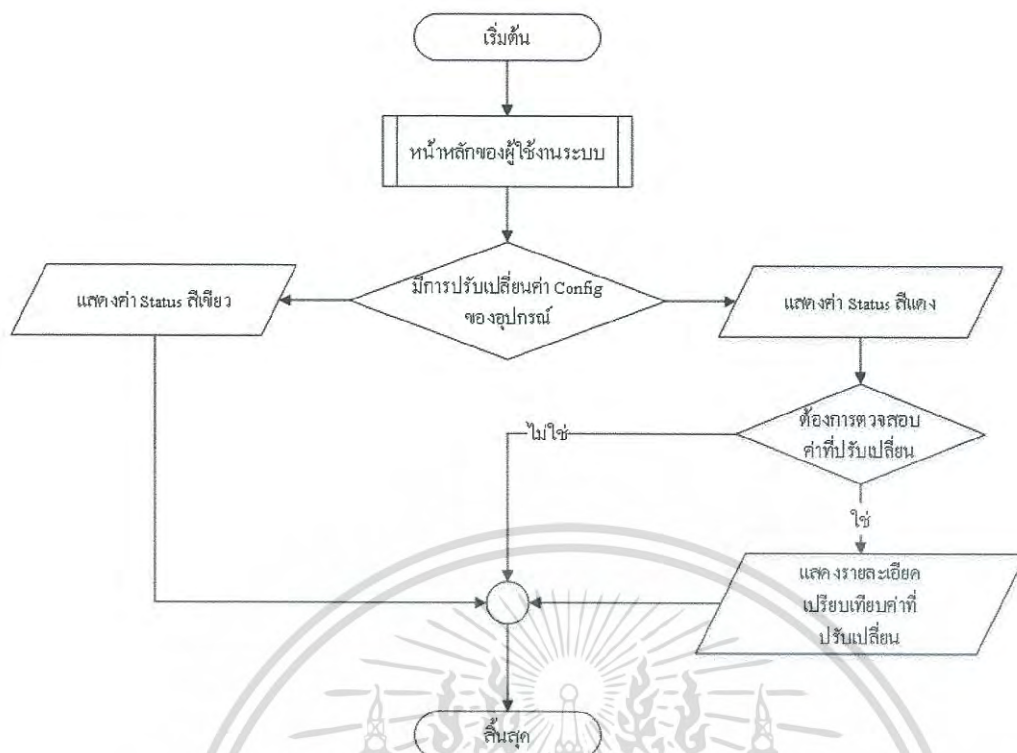 เริ่มต้น
หน้าหลักของผู้ใช้งานระบบ
มีการปรับเปลี่ยนค่า Config
ของอุปกรณ์
แสดงค่า Status สีเขียว
แสดงค่า Status สีแดง
ต้องการตวจสอบ
ค่าที่ปรับเปลี่ยน
ไม่ใช่
ใช่
แสดงรายละเอียด
เปรียบเทียบค่าที่
ปรับเปลี่ยน
สิ้นสุด